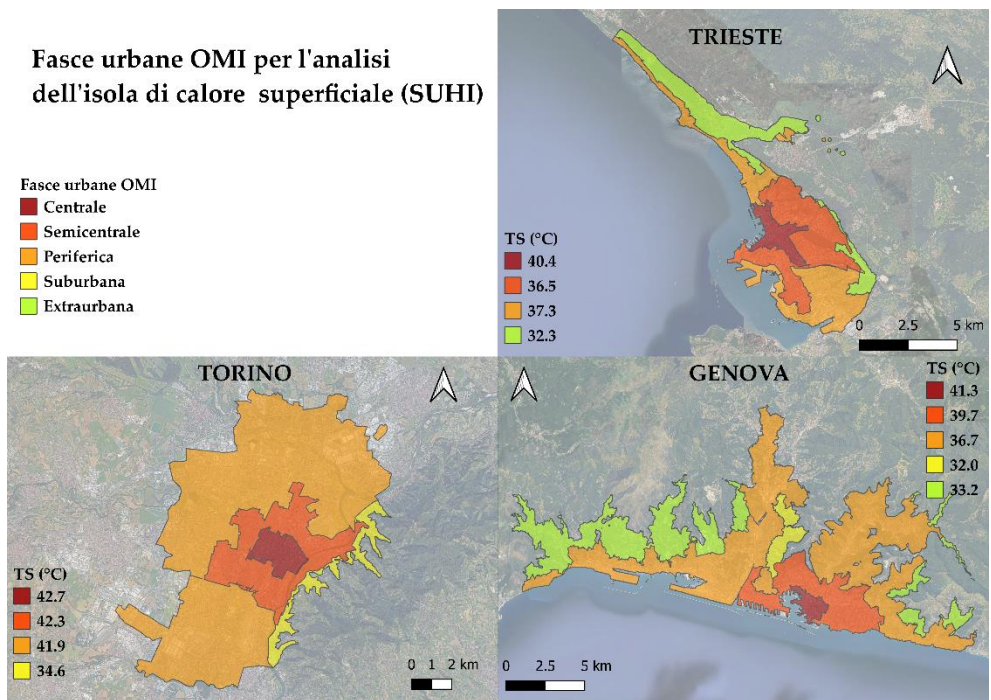 Fasce urbane OMI per l'analisi
dell'isola di calore superficiale (SUHI)
Fasce urbane OMI
Centrale
Semicentrale
Periferica
Suburbana
Extraurbana
TRIESTE
TS (°C)
40.4
36.5
37.3
32.3
0 2.5 5 km
TORINO
TS (°C)
42.7
42.3
41.9
34.6
0 1 2 km
GENOVA
TS (°C)
41.3
39.7
36.7
32.0
33.2
0 2.5 5 km